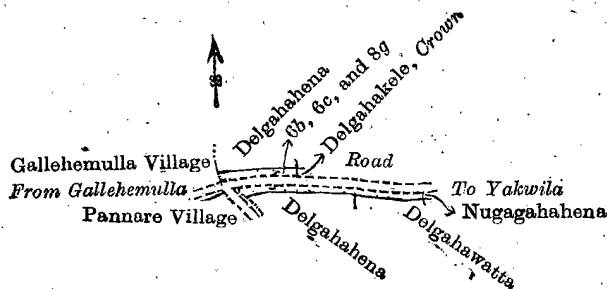 Delgahahena
6b, 6c, and 8g
Delgahakele, Crown
Gallehemulla Village
Road
From Gallehemulla
To Yakwila
Pannare Village
Nugagahahena
Delgahahena
Delgahawatta